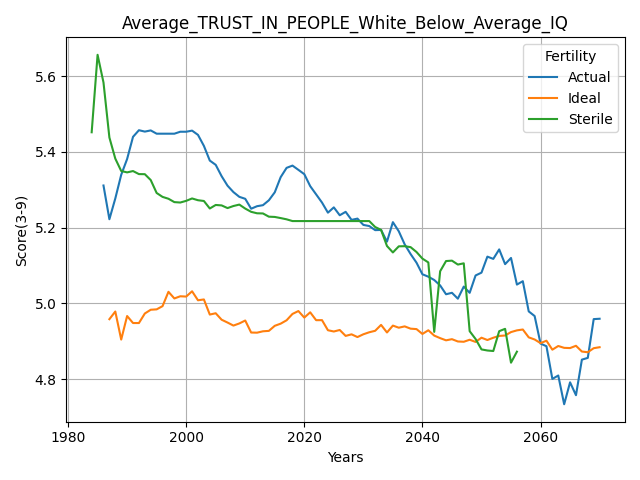 Average_TRUST_IN_PEOPLE_White_Below_Average_IQ
Fertility
Actual
Ideal
Sterile
Score(3-9)
5.6
5.4
5.2
5.0
4.8
1980
2000
2020
2040
2060
Years